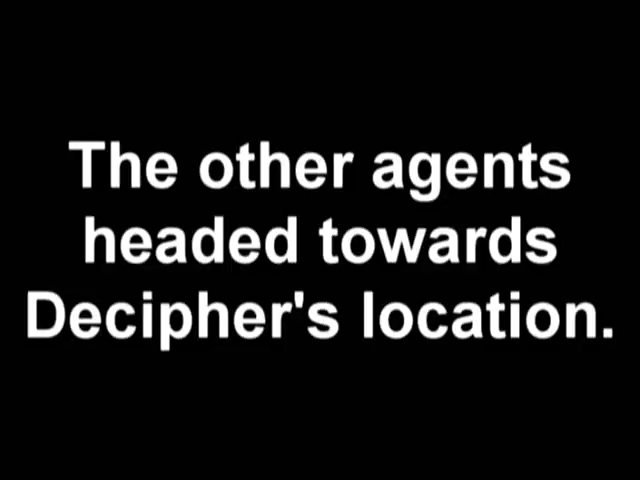 The other agents
headed towards
Decipher's location.